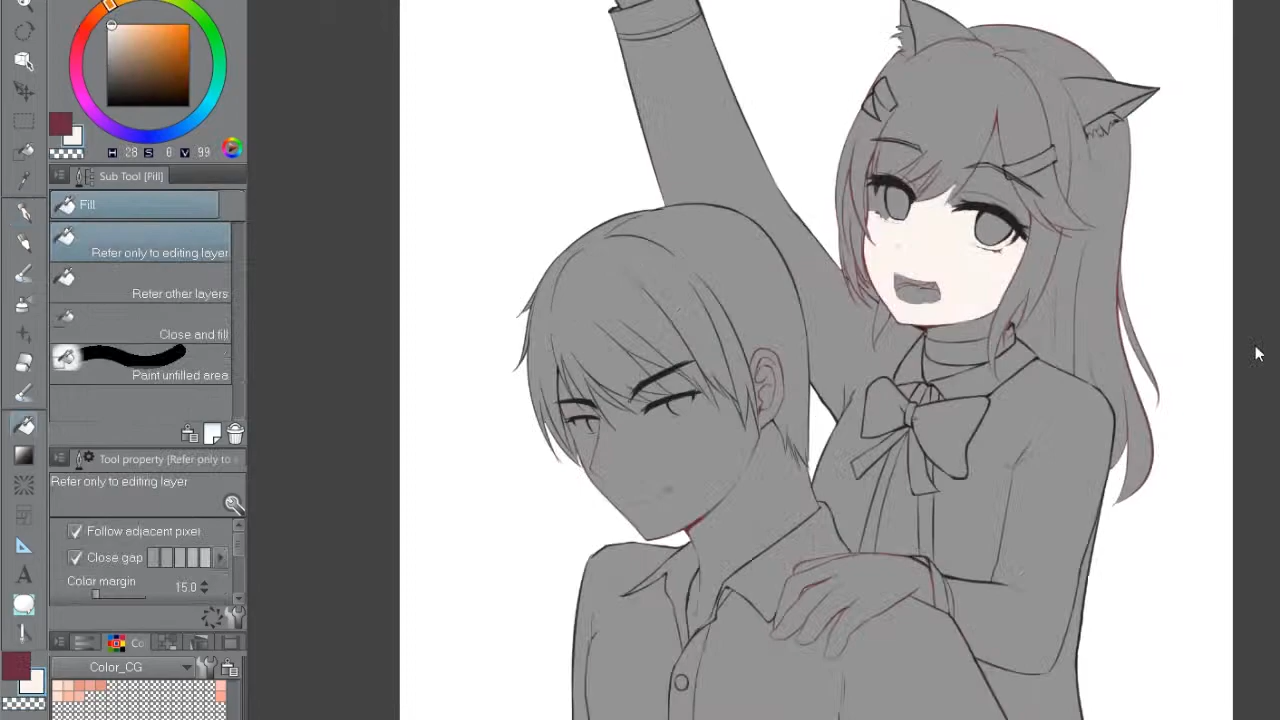 H 28 S 0 V 99
Sub Tool [Fill]
Fill
Refer only to editing layer
Refer other layers
Close and fill
Paint unfilled area
Tool property [Refer only to e
Refer only to editing layer
Follow adjacent pixel
Close gap
Color margin
15.0
Co
Color_CG
A